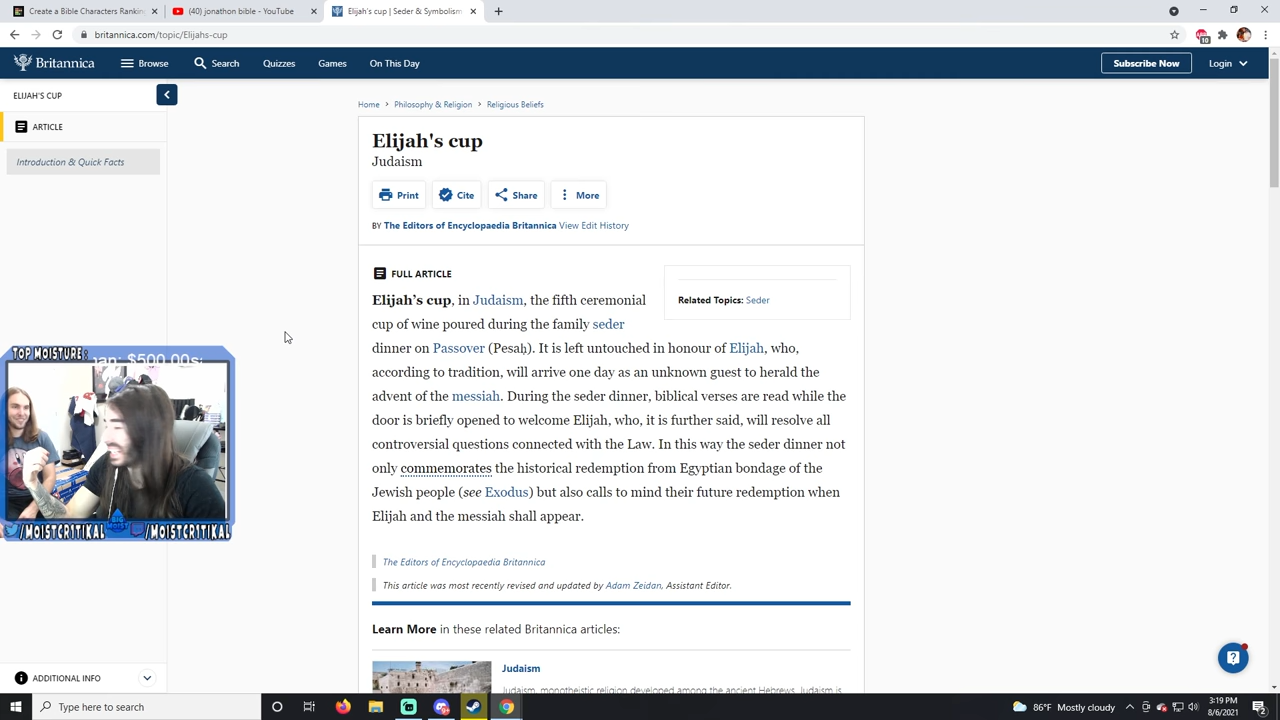 Create a Bible Characters Rankin
(40) jonathon bible - YouTube
Elijah's cup | Seder & Symbolism
britannica.com/topic/Elijahs-cup
10
Britannica
Browse
Search
Quizzes
Games
On This Day
Subscribe Now
Login
ELIJAH'S CUP
ARTICLE
Introduction & Quick Facts
Home > Philosophy & Religion > Religious Beliefs
Elijah's cup
Judaism
Print
Cite
Share
More
BY The Editors of Encyclopaedia Britannica View Edit History
FULL ARTICLE
Related Topics: Seder
Elijah’s cup, in Judaism, the fifth ceremonial
cup of wine poured during the family seder
dinner on Passover (Pesaḥ). It is left untouched in honour of Elijah, who,
according to tradition, will arrive one day as an unknown guest to herald the
advent of the messiah. During the seder dinner, biblical verses are read while the
door is briefly opened to welcome Elijah, who, it is further said, will resolve all
controversial questions connected with the Law. In this way the seder dinner not
only commemorates the historical redemption from Egyptian bondage of the
Jewish people (see Exodus) but also calls to mind their future redemption when
Elijah and the messiah shall appear.
The Editors of Encyclopaedia Britannica
This article was most recently revised and updated by Adam Zeidan, Assistant Editor.
Learn More in these related Britannica articles:
Judaism
Judaism, monotheistic religion developed among the ancient Hebrews. Judaism is
TOP MOISTURE:
nan: $500.00s:
BIG MOIST
/MOISTCR1TIKAL
/MOISTCR1TIKAL
ADDITIONAL INFO
Type here to search
86°F Mostly cloudy
3:19 PM
8/6/2021
2